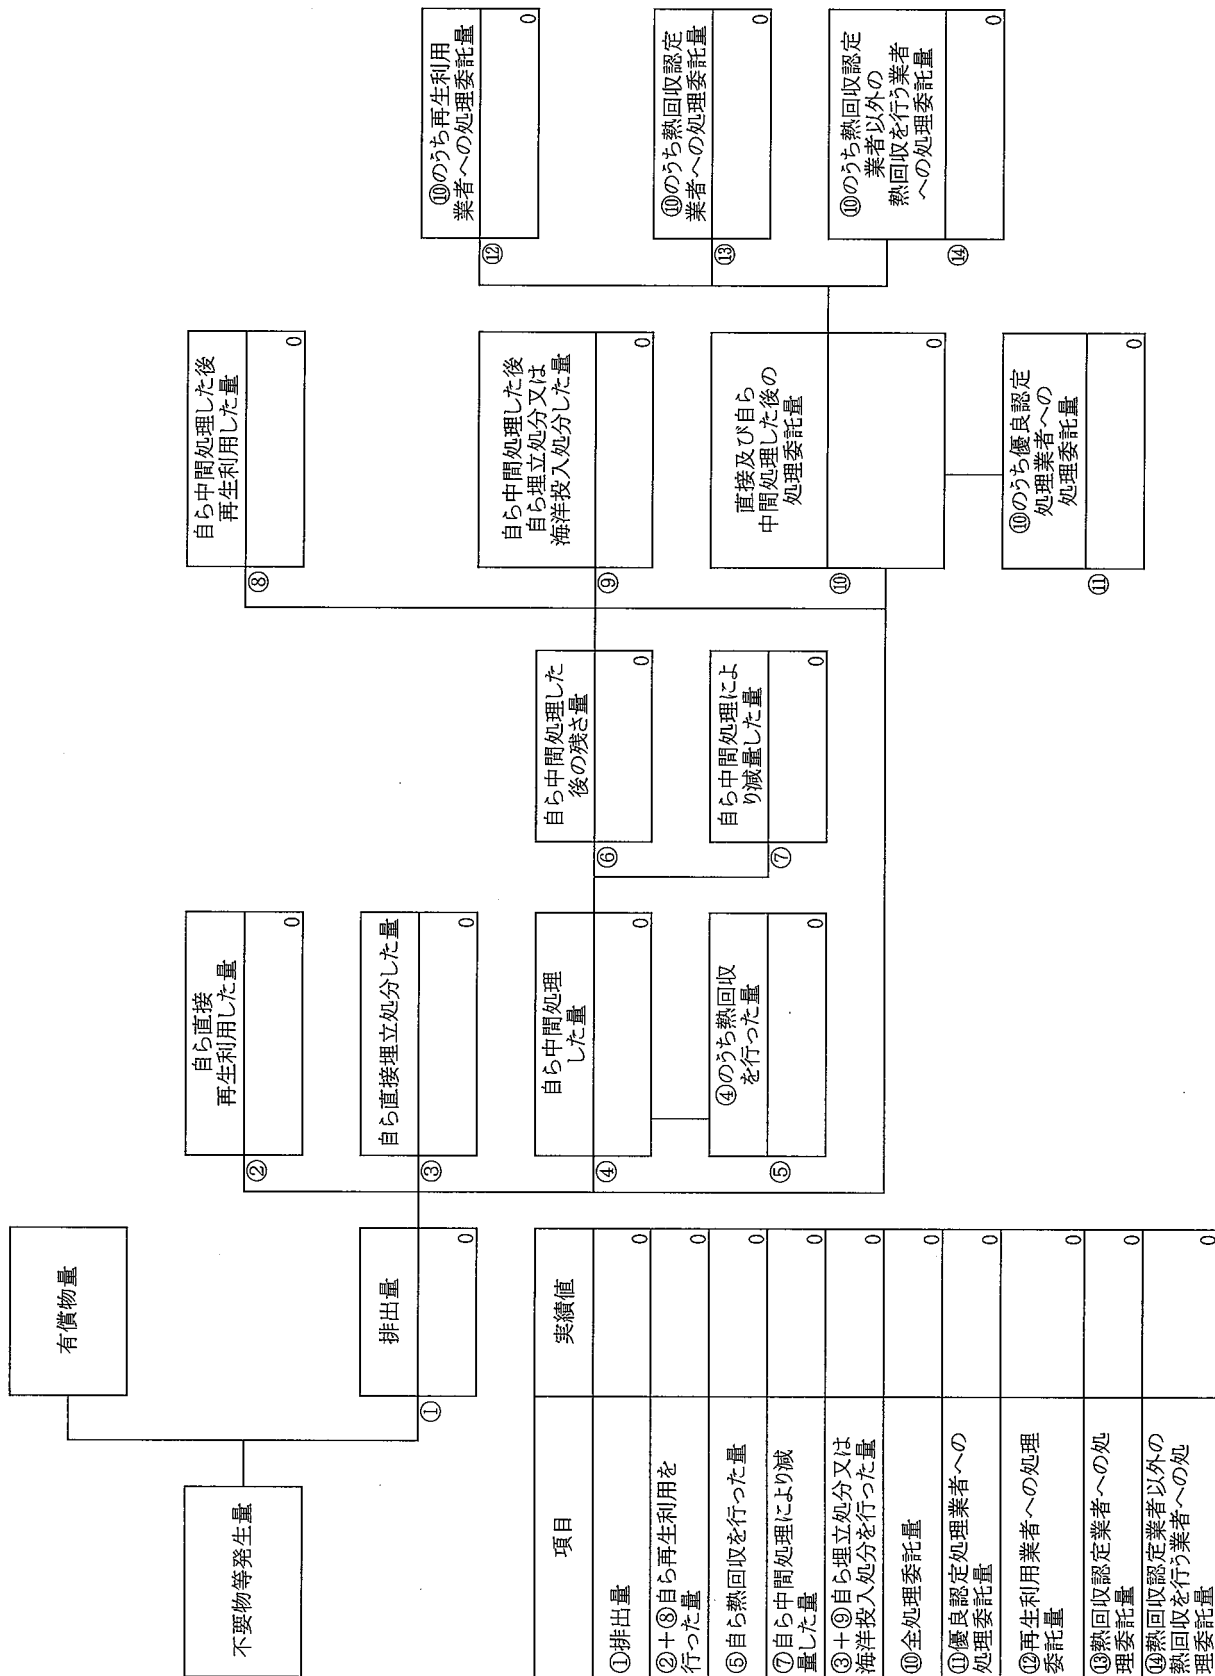 不要物等発生量
有償物量
排出量
①
0
自ら直接
再生利用した量
②
0
自ら直接埋立処分した量
③
0
自ら中間処理
した量
④
0
④のうち熱回収
を行った量
⑤
0
自ら中間処理した
後の残さ量
⑥
0
自ら中間処理によ
り減量した量
⑦
0
自ら中間処理した後
再生利用した量
⑧
0
自ら中間処理した後
自ら埋立処分又は
海洋投入処分した量
⑨
0
直接及び自ら
中間処理した後の
処理委託量
⑩
0
⑩のうち優良認定
処理業者への
処理委託量
⑪
0
⑩のうち再生利用
業者への処理委託量
⑫
0
⑩のうち熱回収認定
業者への処理委託量
⑬
0
⑩のうち熱回収認定
業者以外の
熱回収を行う業者
への処理委託量
⑭
0
項目 実績値
①排出量 0
②+⑧自ら再生利用を
行った量 0
⑤自ら熱回収を行った量 0
⑦自ら中間処理により減
量した量 0
③+⑨自ら埋立処分又は
海洋投入処分を行った量 0
⑩全処理委託量 0
⑪優良認定処理業者への
処理委託量 0
⑫再生利用業者への処理
委託量 0
⑬熱回収認定業者への処
理委託量 0
⑭熱回収認定業者以外の
熱回収を行う業者への処
理委託量 0